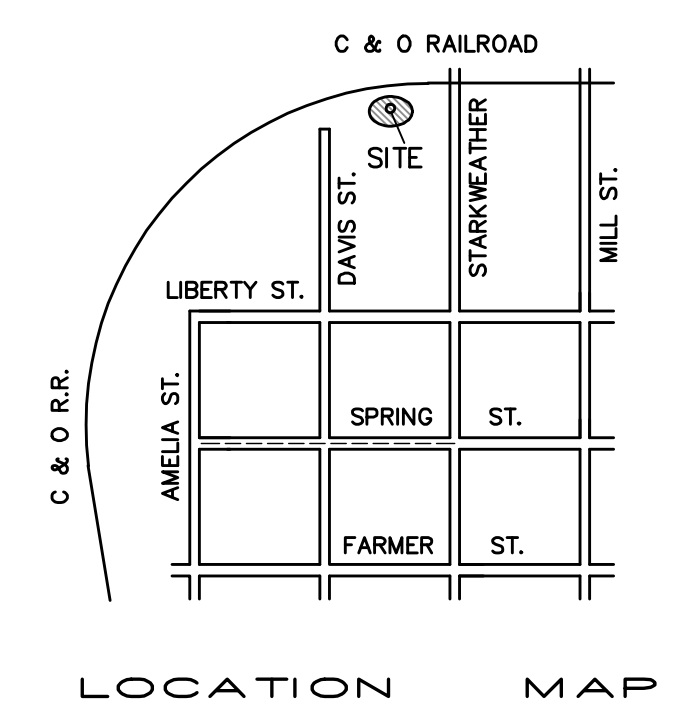 C & O RAILROAD
SITE
STARKWEATHER
DAVIS ST.
MILL ST.
LIBERTY ST.
C & O R.R.
AMELIA ST.
SPRING ST.
FARMER ST.
LOCATION MAP